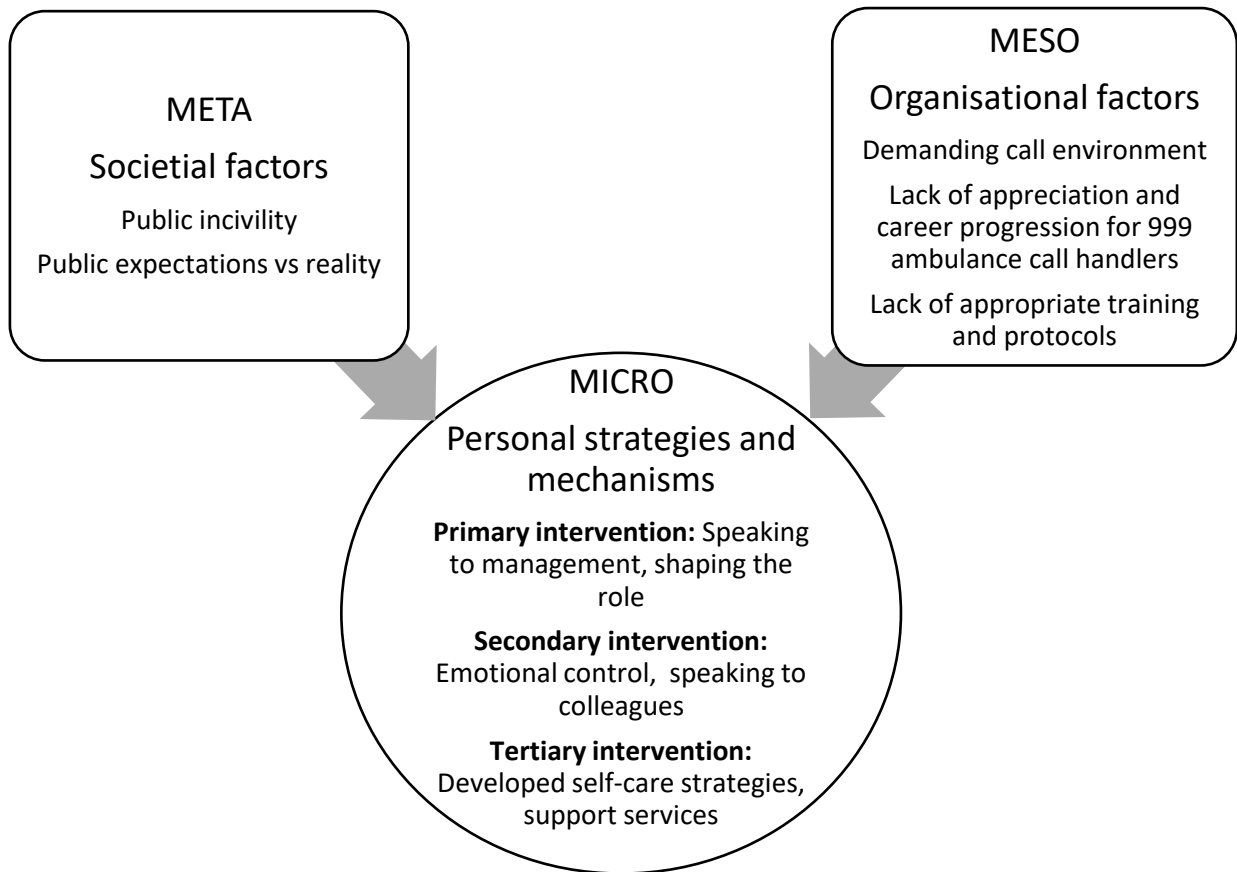 META
Societial factors
Public incivility
Public expectations vs reality
MESO
Organisational factors
Demanding call environment
Lack of appreciation and
career progression for 999
ambulance call handlers
Lack of appropriate training
and protocols
MICRO
Personal strategies and
mechanisms
Primary intervention: Speaking
to management, shaping the
role
Secondary intervention:
Emotional control,  speaking to
colleagues
Tertiary intervention:
Developed self-care strategies,
support services